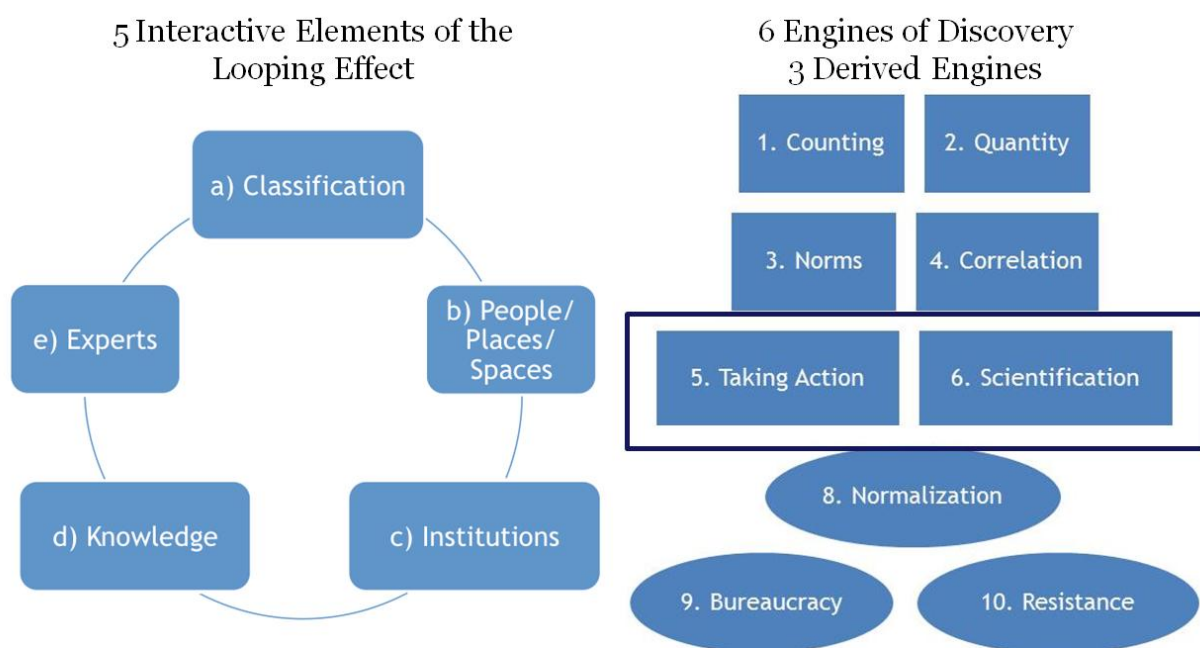 5 Interactive Elements of the
Looping Effect
a) Classification
b) People/
Places/
Spaces
c) Institutions
d) Knowledge
e) Experts
6 Engines of Discovery
3 Derived Engines
1. Counting
2. Quantity
3. Norms
4. Correlation
5. Taking Action
6. Scientification
8. Normalization
9. Bureaucracy
10. Resistance